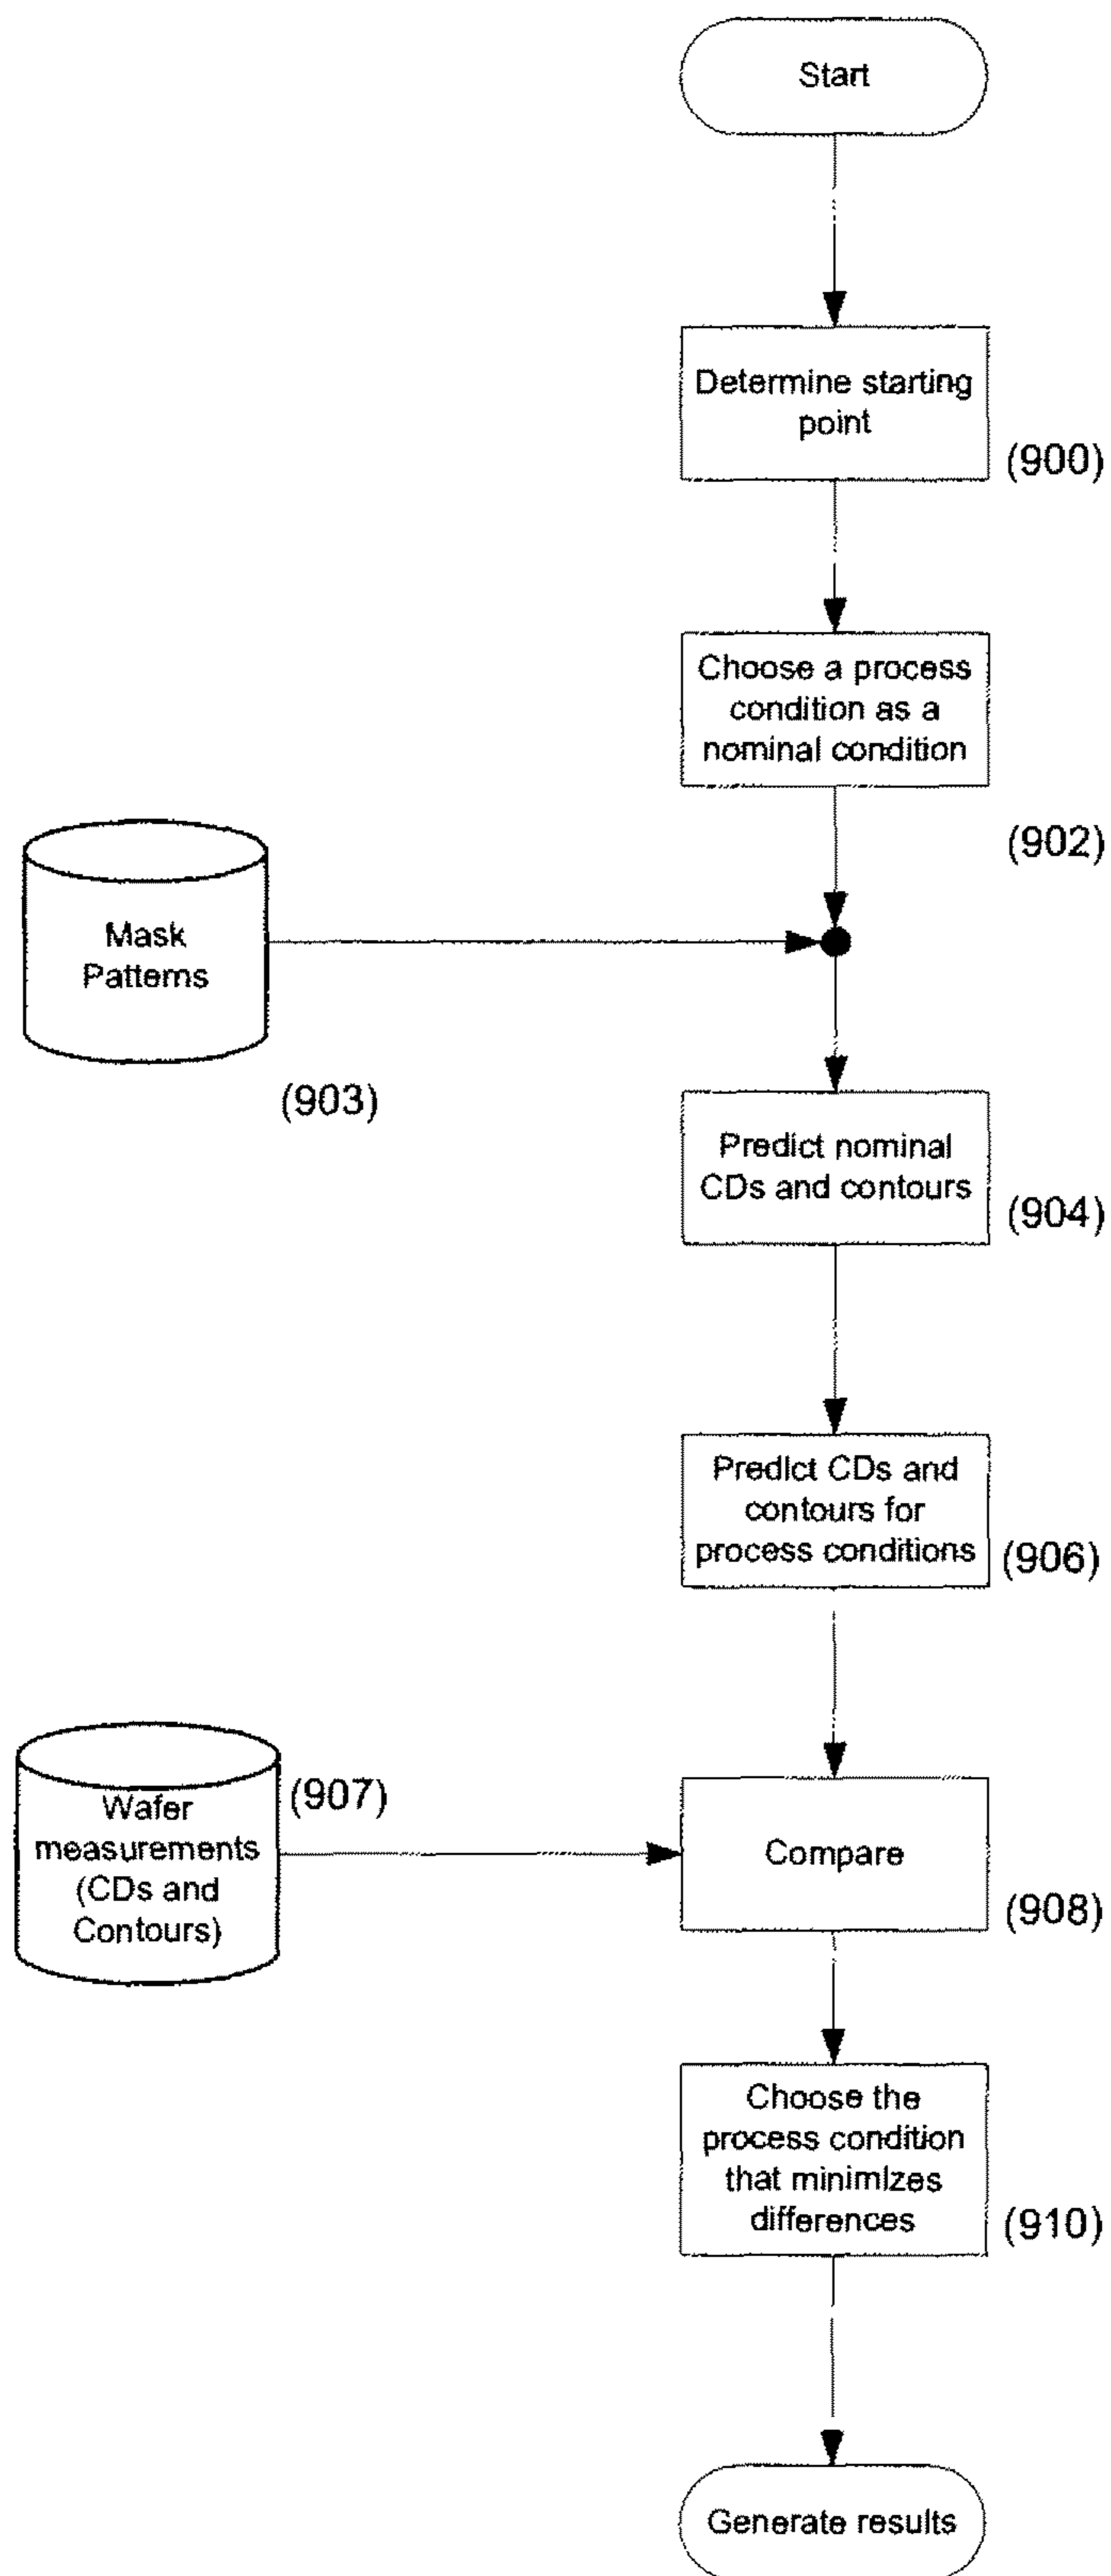 Start
Determine starting
point
(900)
Choose a process
condition as a
nominal condition
(902)
Mask
Patterns
(903)
Predict nominal
CDs and contours
(904)
Predict CDs and
contours for
process conditions
(906)
Wafer
measurements
(CDs and
Contours)
(907)
Compare
(908)
Choose the
process condition
that minimizes
differences
(910)
Generate results